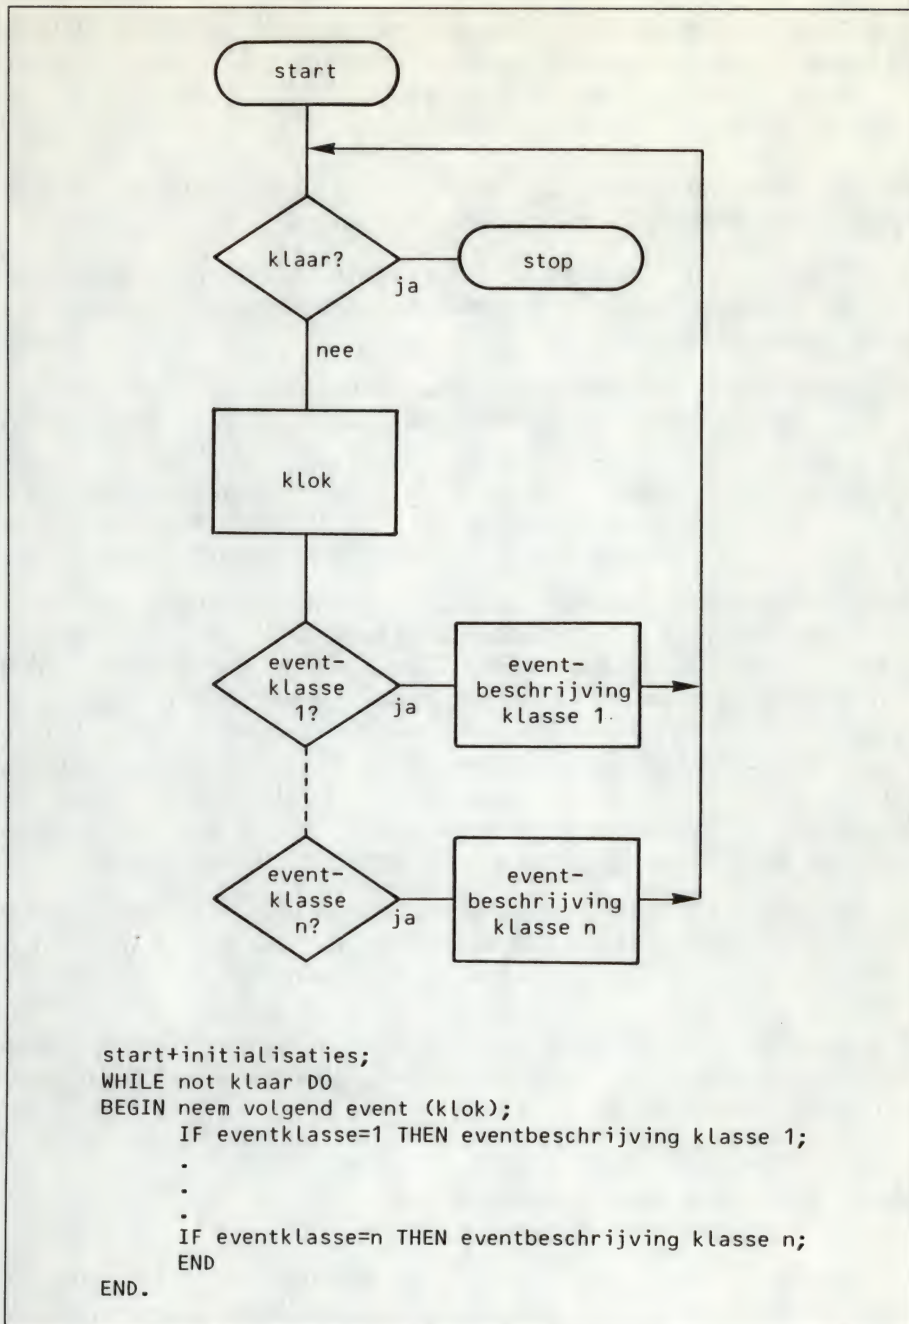 start
klaar?
ja
stop
nee
klok
event-
klasse
1?
ja
event-
beschrijving
klasse 1
event-
klasse
n?
ja
event-
beschrijving
klasse n
start+initialisaties;
WHILE not klaar DO
BEGIN neem volgend event (klok);
IF eventklasse=1 THEN eventbeschrijving klasse 1;
.
.
.
IF eventklasse=n THEN eventbeschrijving klasse n;
END
END.